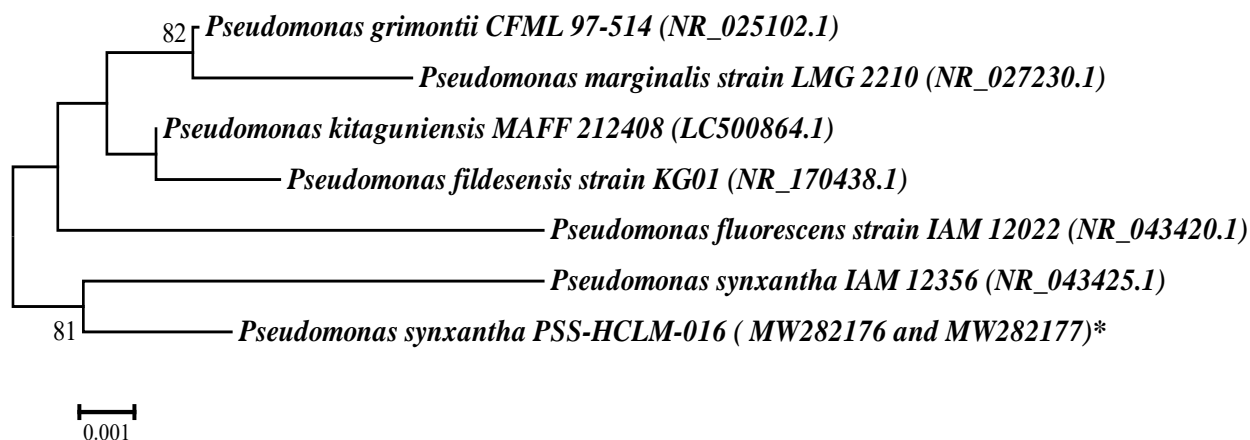 82 Pseudomonas grimontii CFML 97-514 (NR_025102.1)
Pseudomonas marginalis strain LMG 2210 (NR_027230.1)
Pseudomonas kitaguniensis MAFF 212408 (LC500864.1)
Pseudomonas fildesensis strain KG01 (NR_170438.1)
Pseudomonas fluorescens strain IAM 12022 (NR_043420.1)
Pseudomonas synxantha IAM 12356 (NR_043425.1)
81 Pseudomonas synxantha PSS-HCLM-016 ( MW282176 and MW282177)*
0.001